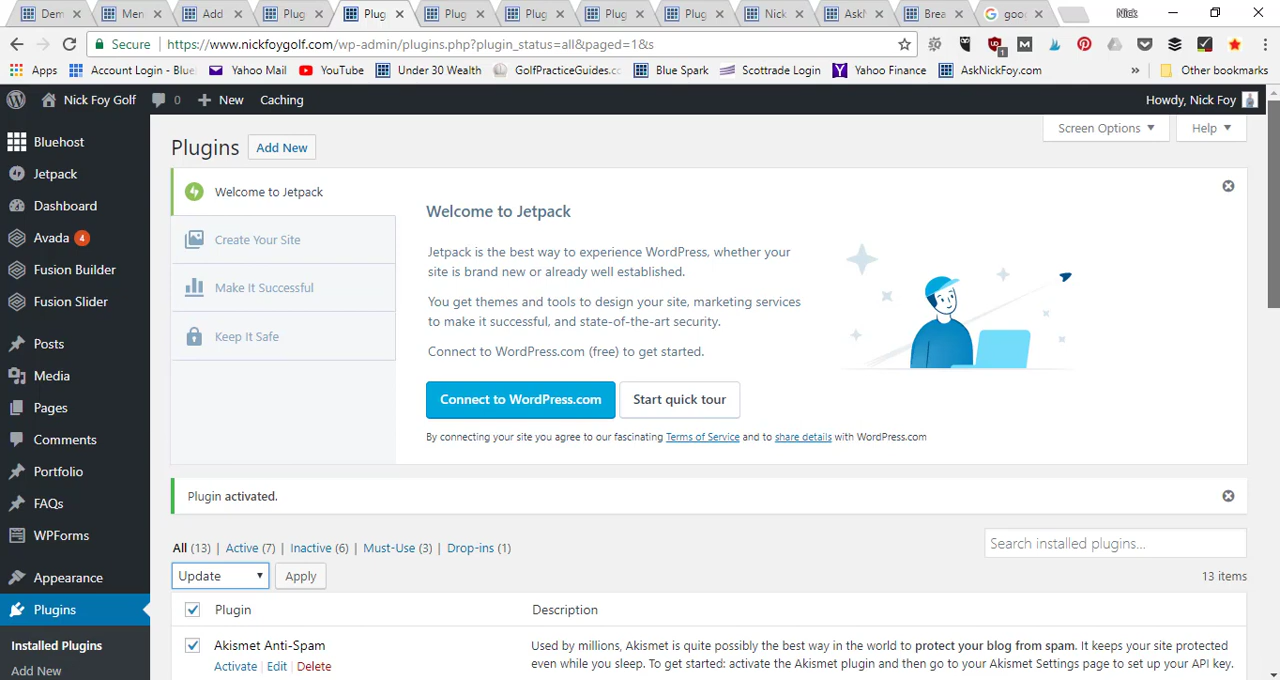 Dem
Men
Add
Plug
Plug
Plug
Plug
Plug
Plug
Nick
AskN
Brea
goo
Nick
Secure
https://www.nickfoygolf.com/wp-admin/plugins.php?plugin_status=all&paged=1&s
Apps
Account Login - Blue
Yahoo Mail
YouTube
Under 30 Wealth
GolfPracticeGuides.cc
Blue Spark
Scottrade Login
Yahoo Finance
AskNickFoy.com
»
Other bookmarks
Nick Foy Golf
0
New
Caching
Howdy, Nick Foy
Bluehost
Jetpack
Dashboard
Avada 4
Fusion Builder
Fusion Slider
Posts
Media
Pages
Comments
Portfolio
FAQs
WPForms
Appearance
Plugins
Installed Plugins
Add New
Screen Options
Help
Plugins
Add New
Welcome to Jetpack
Create Your Site
Make It Successful
Keep It Safe
Welcome to Jetpack
Jetpack is the best way to experience WordPress, whether your
site is brand new or already well established.
You get themes and tools to design your site, marketing services
to make it successful, and state-of-the-art security.
Connect to WordPress.com (free) to get started.
Connect to WordPress.com
Start quick tour
By connecting your site you agree to our fascinating Terms of Service and to share details with WordPress.com
Plugin activated.
All (13) | Active (7) | Inactive (6) | Must-Use (3) | Drop-ins (1)
Search installed plugins...
Update
Apply
13 items
Plugin
Description
Akismet Anti-Spam
Activate | Edit | Delete
Used by millions, Akismet is quite possibly the best way in the world to protect your blog from spam. It keeps your site protected
even while you sleep. To get started: activate the Akismet plugin and then go to your Akismet Settings page to set up your API key.